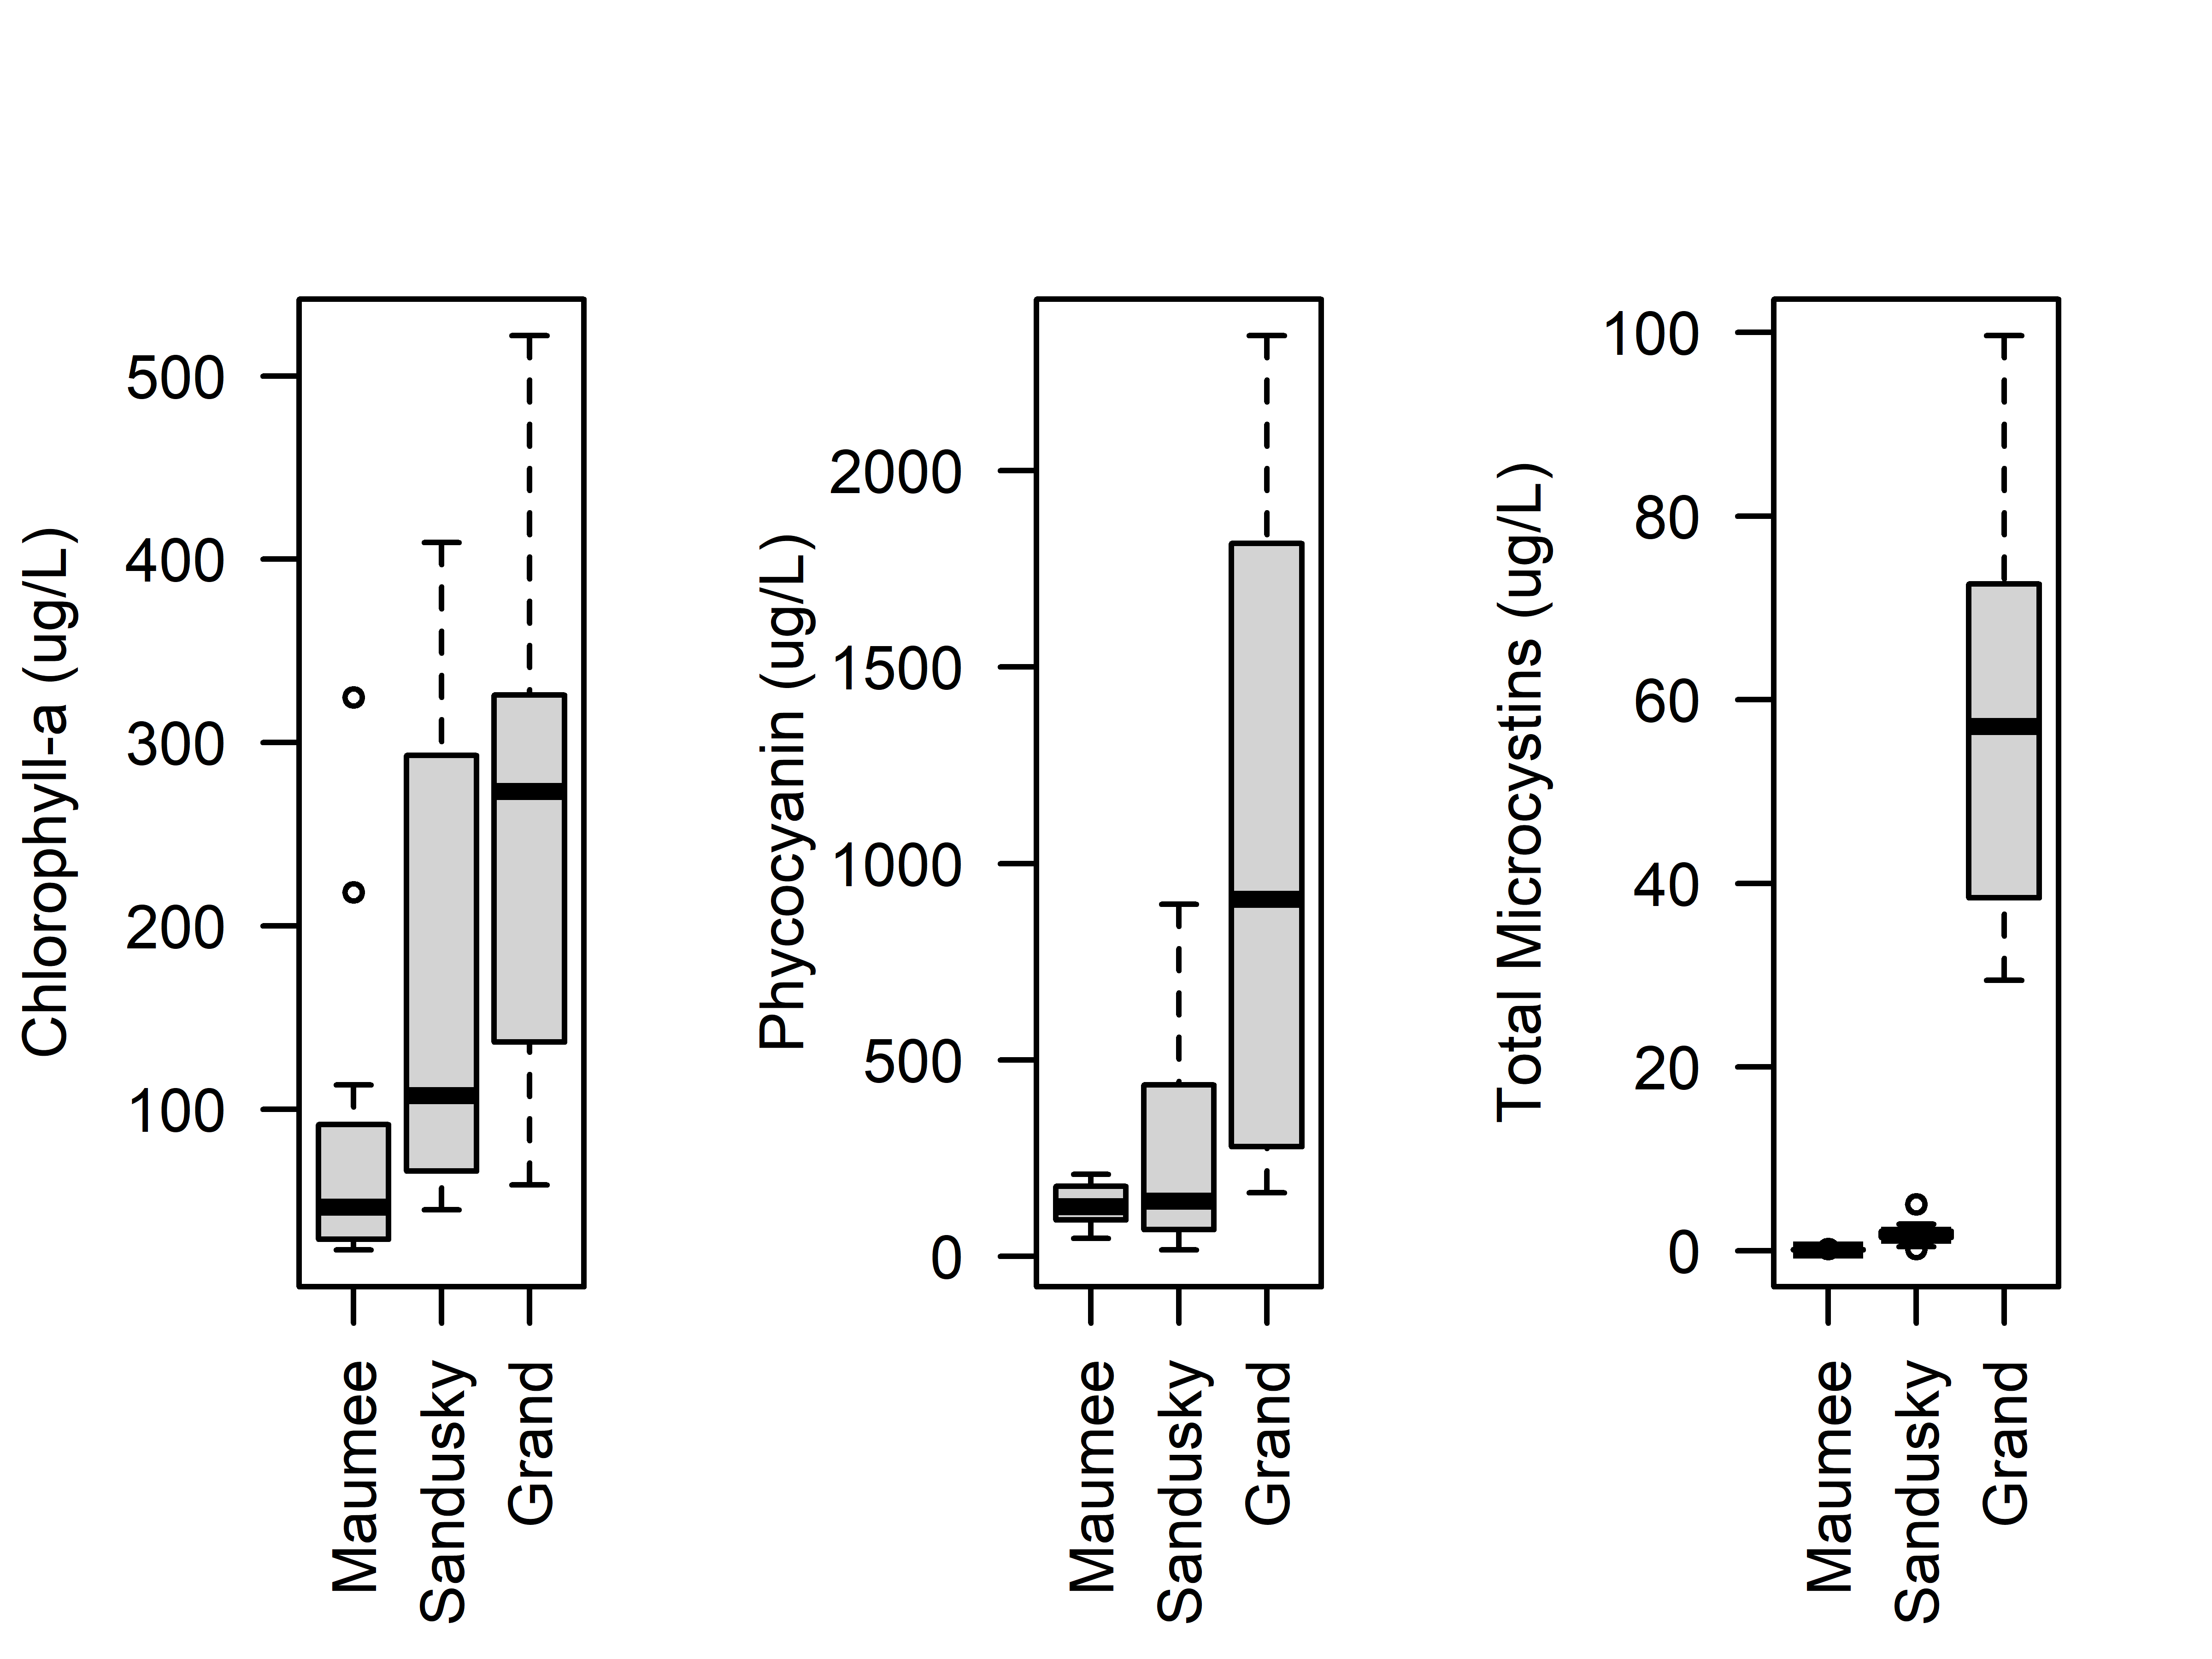 Chlorophyll-a (ug/L)
500
400
300
200
100
Maumee
Sandusky
Grand
Phycocyanin (ug/L)
2000
1500
1000
500
0
Maumee
Sandusky
Grand
Total Microcystins (ug/L)
100
80
60
40
20
0
Maumee
Sandusky
Grand